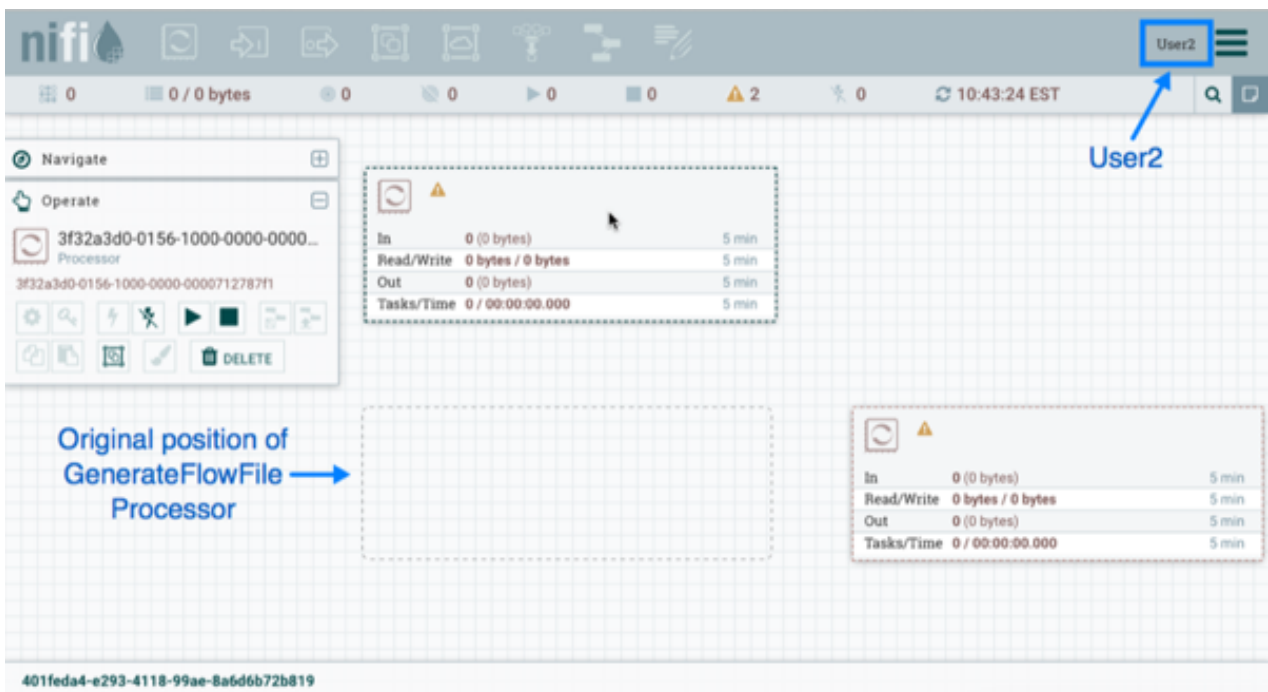 nifi
User2
0
0 / 0 bytes
0
0
0
0
2
0
10:43:24 EST
User2
Navigate
Operate
3f32a3d0-0156-1000-0000-0000...
Processor
3f32a3d0-0156-1000-0000-0000712787f1
DELETE
In 0 (0 bytes) 5 min
Read/Write 0 bytes / 0 bytes 5 min
Out 0 (0 bytes) 5 min
Tasks/Time 0 / 00:00:00.000 5 min
Original position of
GenerateFlowFile
Processor
In 0 (0 bytes) 5 min
Read/Write 0 bytes / 0 bytes 5 min
Out 0 (0 bytes) 5 min
Tasks/Time 0 / 00:00:00.000 5 min
401feda4-e293-4118-99ae-8a6d6b72b819